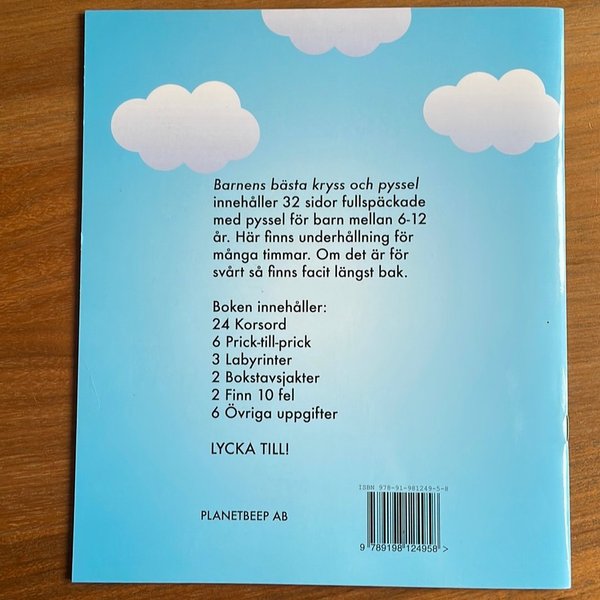 Barnens bästa kryss och pyssel
innehåller 32 sidor fullspäckade
med pyssel för barn mellan 6-12
år. Här finns underhållning för
många timmar. Om det är för
svårt så finns facit längst bak.
Boken innehåller:
24 Korsord
6 Prick-till-prick
3 Labyrinter
2 Bokstavsjakter
2 Finn 10 fel
6 Övriga uppgifter
LYCKA TILL!
ISBN 978-91-981249-5-8
PLANETBEEP AB
9 789198 124958 >